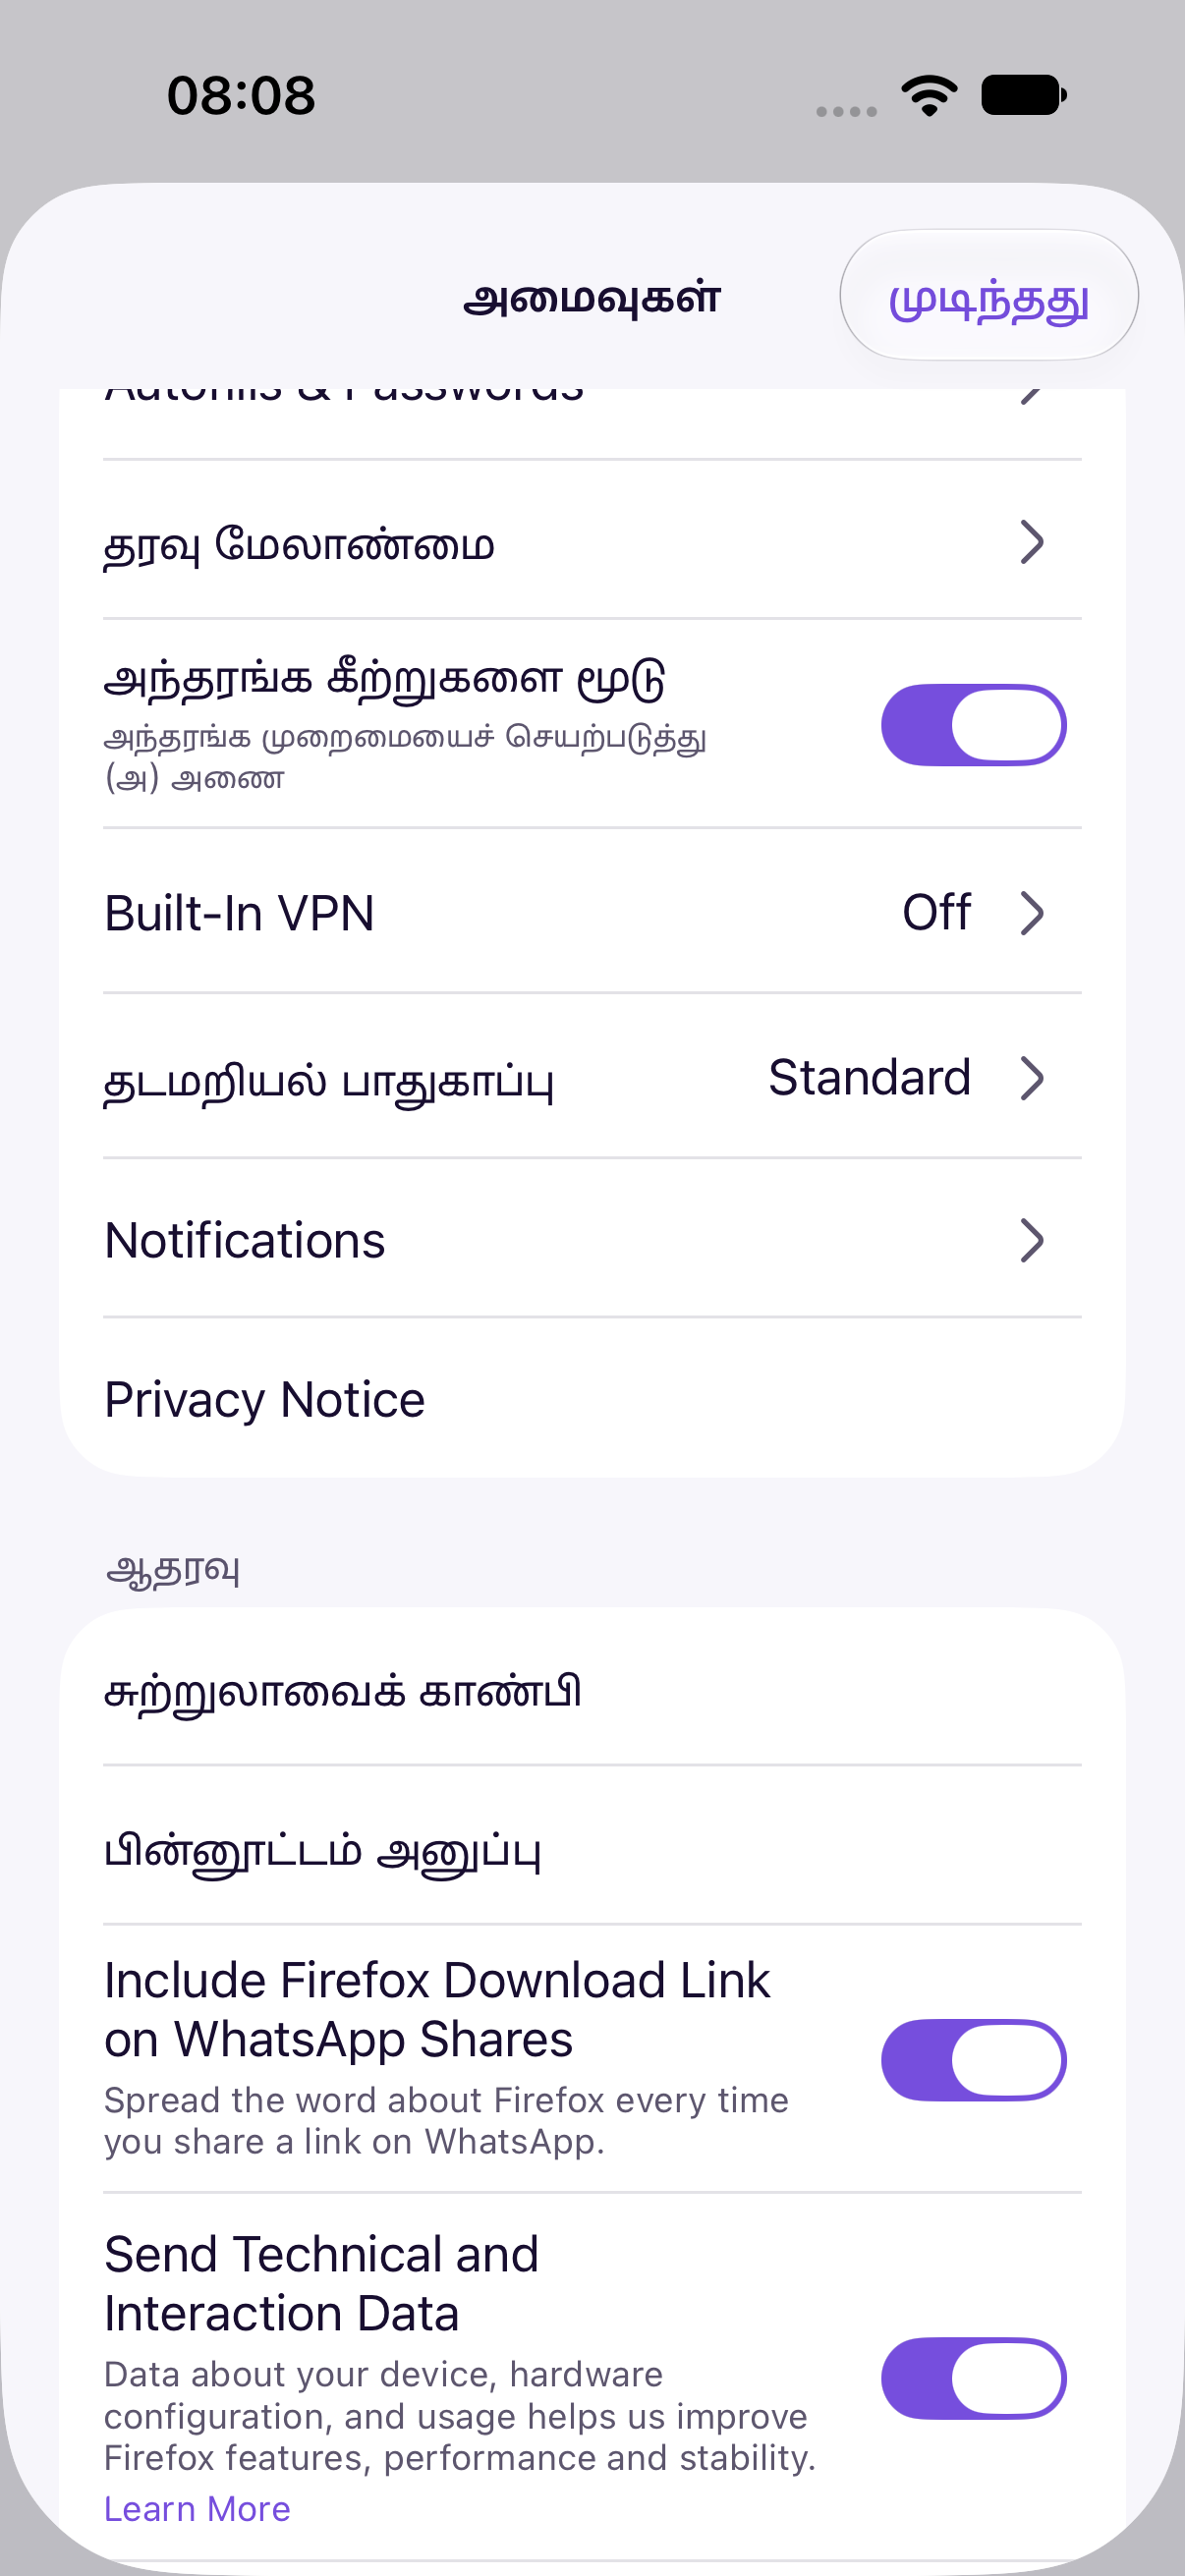 08:08
அமைவுகள்
முடிந்தது
Autofills & Passwords
தரவு மேலாண்மை
அந்தரங்க கீற்றுகளை மூடு
அந்தரங்க முறைமையைச் செயற்படுத்து
(அ) அணை
Built-In VPN
Off
தடமறியல் பாதுகாப்பு
Standard
Notifications
Privacy Notice
ஆதரவு
சுற்றுலாவைக் காண்பி
பின்னூட்டம் அனுப்பு
Include Firefox Download Link
on WhatsApp Shares
Spread the word about Firefox every time
you share a link on WhatsApp.
Send Technical and
Interaction Data
Data about your device, hardware
configuration, and usage helps us improve
Firefox features, performance and stability.
Learn More